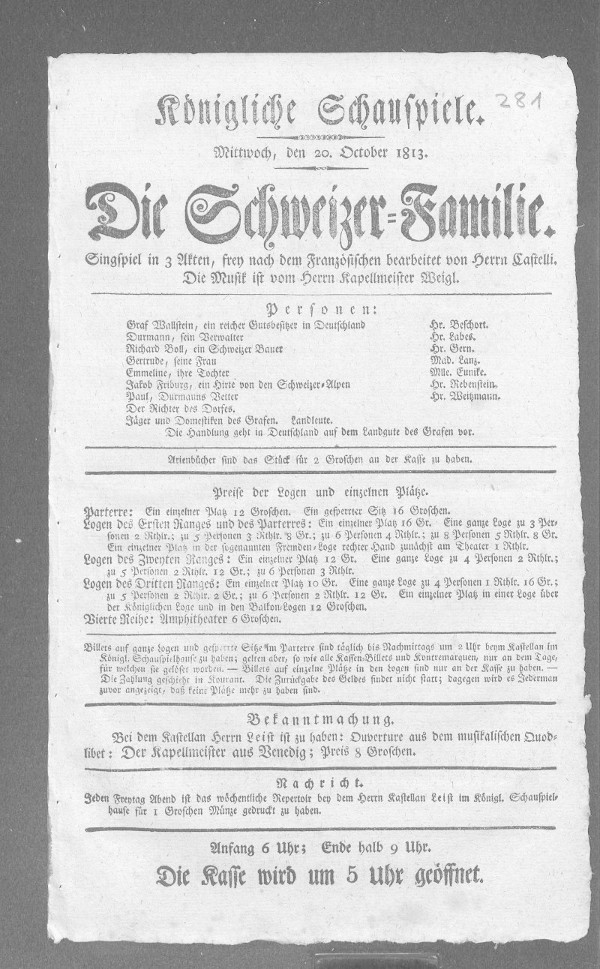 Königliche Schauspiele.
281
Mittwoch, den 20. October 1813.
Die Schweizer-Familie.
Singspiel in 3 Akten, frey nach dem Französischen bearbeitet von Herrn Castelli.
Die Musik ist vom Herrn Kapellmeister Weigl.
Personen:
Graf Wallstein, ein reicher Gutsbesitzer in Deutschland Hr. Beschort.
Durmann, sein Verwalter Hr. Labes.
Richard Boll, ein Schweizer Bauer Hr. Gern.
Gertrude, seine Frau Mad. Lanz.
Emmeline, ihre Tochter Mlle. Eunike.
Jakob Friburg, ein Hirte von den Schweizer-Alpen Hr. Rebenstein.
Paul, Durmanns Vetter Hr. Weitzmann.
Der Richter des Dorfes.
Jäger und Domestiken des Grafen. Landleute.
Die Handlung geht in Deutschland auf dem Landgute des Grafen vor.
Arienbücher sind das Stück für 2 Groschen an der Kasse zu haben.
Preise der Logen und einzelnen Plätze.
Parterre: Ein einzelner Platz 12 Groschen. Ein gesperrter Sitz 16 Groschen.
Logen des Ersten Ranges und des Parterres: Ein einzelner Platz 16 Gr. Eine ganze Loge zu 3 Per-
sonen 2 Rthlr.; zu 5 Personen 3 Rthlr. 8 Gr.; zu 6 Personen 4 Rthlr.; zu 8 Personen 5 Rthlr. 8 Gr.
Ein einzelner Platz in der sogenannten Fremden-Loge rechter Hand zunächst am Theater 1 Rthlr.
Logen des Zweyten Ranges: Ein einzelner Platz 12 Gr. Eine ganze Loge zu 4 Personen 2 Rthlr.;
zu 5 Personen 2 Rthlr. 12 Gr.; zu 6 Personen 3 Rthlr.
Logen des Dritten Ranges: Ein einzelner Platz 10 Gr. Eine ganze Loge zu 4 Personen 1 Rthlr. 16 Gr.;
zu 5 Personen 2 Rthlr. 2 Gr.; zu 6 Personen 2 Rthlr. 12 Gr. Ein einzelner Platz in einer Loge über
der Königlichen Loge und in den Balkon-Logen 12 Groschen.
Vierte Reihe: Amphitheater 6 Groschen.
Billets auf ganze Logen und gesperrte Sitze im Parterre sind täglich bis Nachmittags um 2 Uhr beym Kastellan im
Königl. Schauspielhause zu haben; gelten aber, so wie alle Kassen-Billets und Kontremarquen, nur an dem Tage,
für welchen sie gelöset worden. — Billets auf einzelne Plätze in den Logen sind nur an der Kasse zu haben. —
Die Zahlung geschieht in Kourant. Die Zurückgabe des Geldes findet nicht statt; dagegen wird es Jederman
zuvor angezeigt, daß keine Plätze mehr zu haben sind.
Bekanntmachung.
Bei dem Kastellan Herrn Leist ist zu haben: Ouverture aus dem musikalischen Quod-
libet: Der Kapellmeister aus Venedig; Preis 8 Groschen.
Nachricht.
Jeden Freytag Abend ist das wöchentliche Repertoir bey dem Herrn Kastellan Leist im Königl. Schauspiel-
hause für 1 Groschen Münze gedruckt zu haben.
Anfang 6 Uhr; Ende halb 9 Uhr.
Die Kasse wird um 5 Uhr geöffnet.